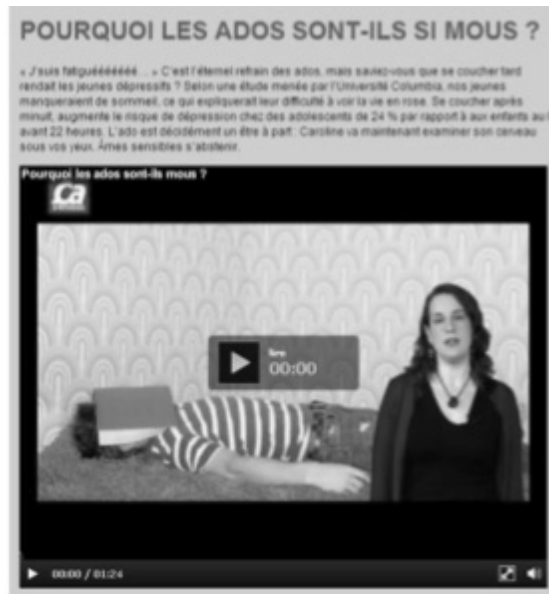 POURQUOI LES ADOS SONT-ILS SI MOUS ?
« J'suis fatiguééééééé... » C'est l'éternel refrain des ados, mais saviez-vous que se coucher tard
rendait les jeunes dépressifs ? Selon une étude menée par l'Université Columbia, nos jeunes
manqueraient de sommeil, ce qui expliquerait leur difficulté à voir la vie en rose. Se coucher après
minuit, augmente le risque de dépression chez des adolescents de 24 % par rapport à aux enfants au
avant 22 heures. L'ado est décidément un être à part : Caroline va maintenant examiner son cerveau
sous vos yeux. Âmes sensibles s'abstenir.
Pourquoi les ados sont-ils mous ?
Ca
lire
00:00
00:00 / 01:24